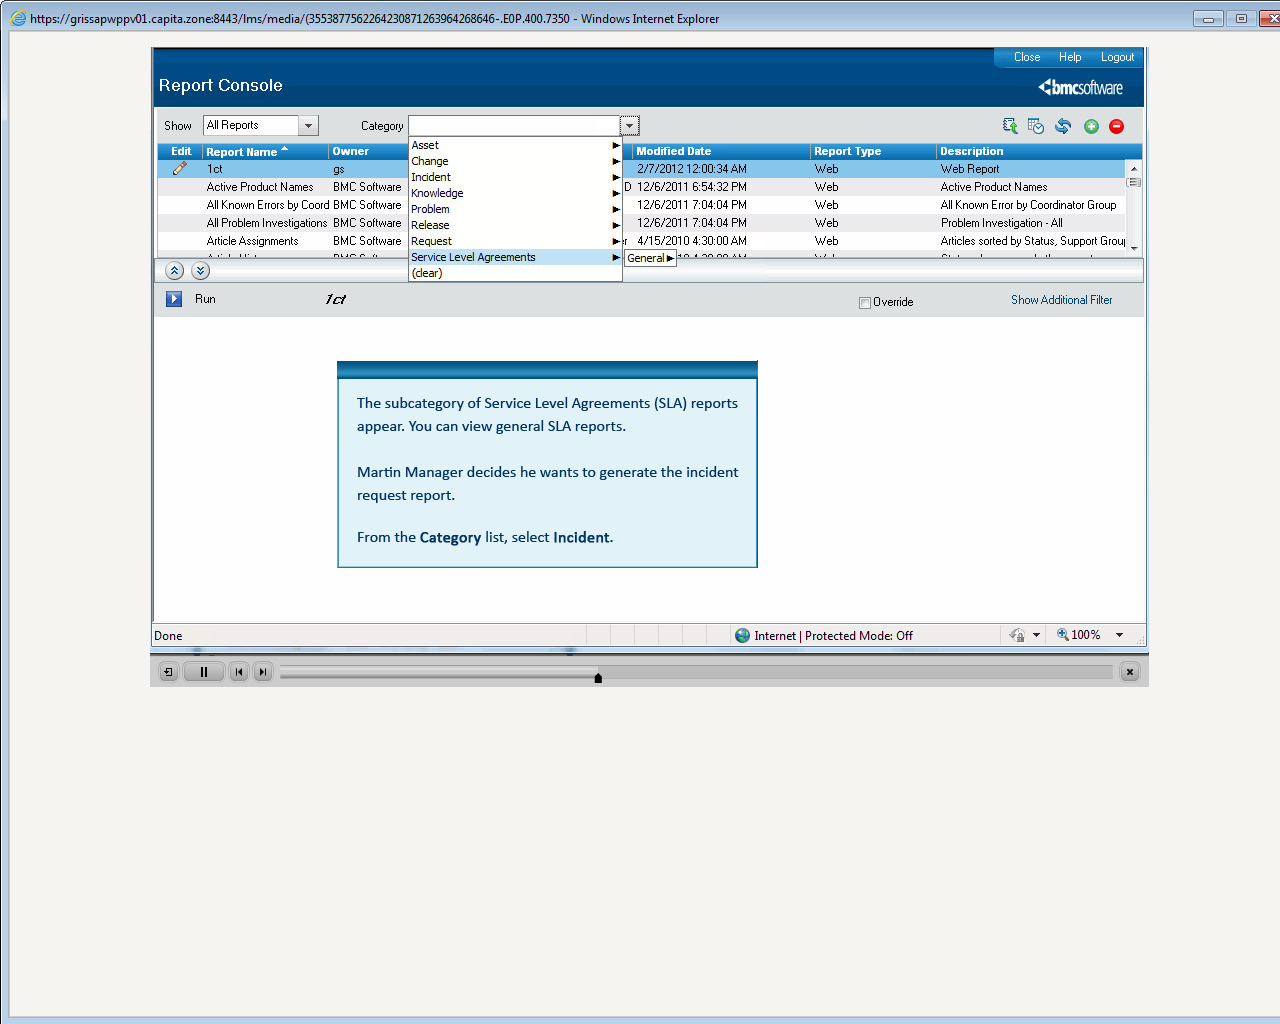 https://grissapwppv01.capita.zone:8443/lms/media/(3553877562264230871263964268646-.E0P.400.7350 - Windows Internet Explorer
Close Help Logout
Report Console
bmcsoftware
Show All Reports Category
Edit Report Name Owner Modified Date Report Type Description
Asset
Change
Incident
Knowledge
Problem
Release
Request
Service Level Agreements
(clear)
General
1ct gs 2/7/2012 12:00:34 AM Web Web Report
Active Product Names BMC Software D 12/6/2011 6:54:32 PM Web Active Product Names
All Known Errors by Coord BMC Software 12/6/2011 7:04:04 PM Web All Known Error by Coordinator Group
All Problem Investigations BMC Software 12/6/2011 7:04:04 PM Web Problem Investigation - All
Article Assignments BMC Software er 4/15/2010 4:30:00 AM Web Articles sorted by Status, Support Grou
Run 1ct Override Show Additional Filter
The subcategory of Service Level Agreements (SLA) reports
appear. You can view general SLA reports.
Martin Manager decides he wants to generate the incident
request report.
From the Category list, select Incident.
Done Internet | Protected Mode: Off 100%